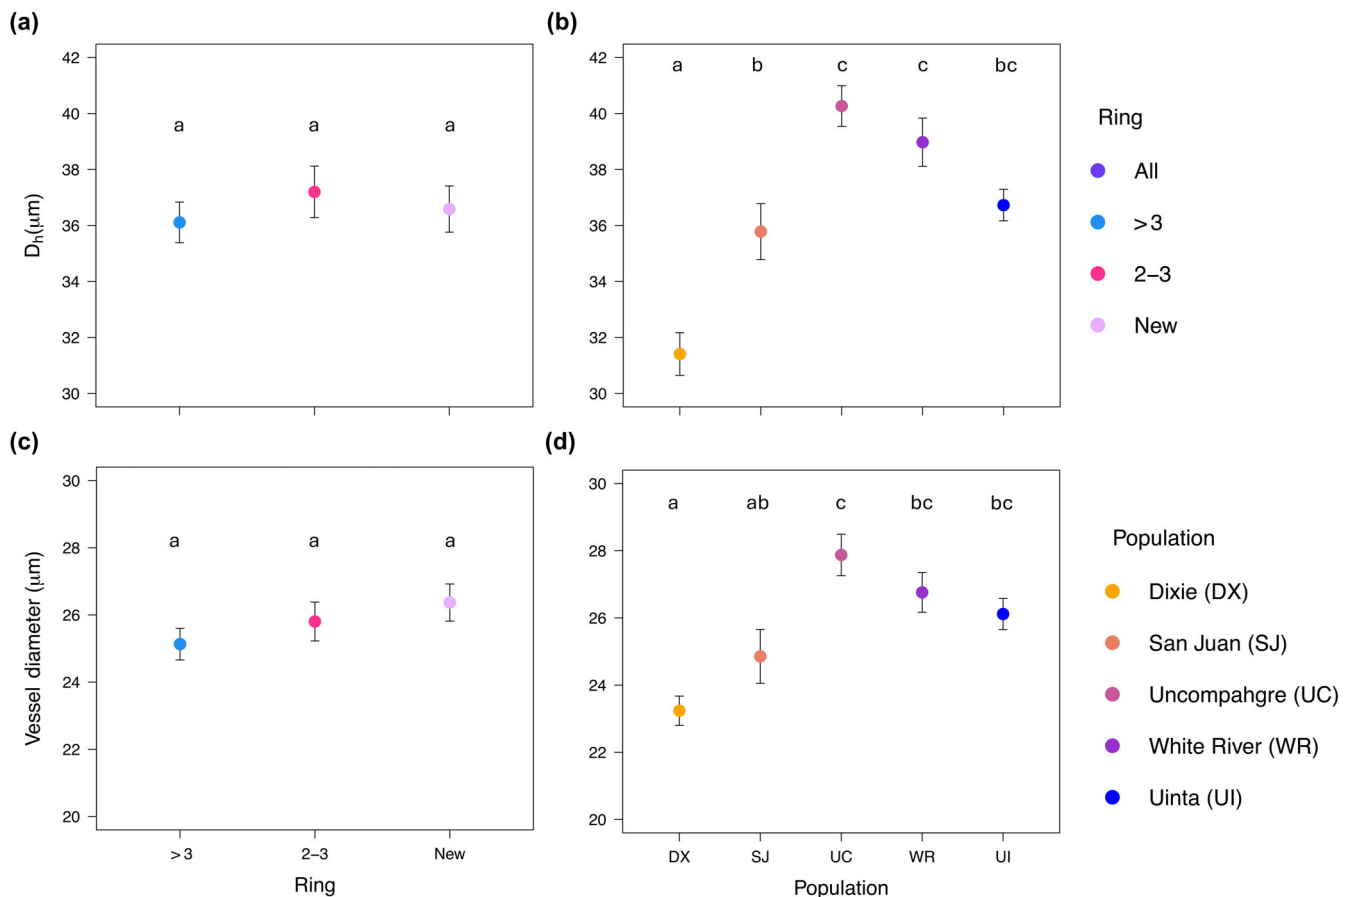 (a)
42
40
38
36
34
32
30
Dh(μm)
a a a
(b)
42
40
38
36
34
32
30
a b c c bc
Ring
All
>3
2–3
New
(c)
30
28
26
24
22
20
Vessel diameter (μm)
a a a
>3 2–3 New
Ring
(d)
30
28
26
24
22
20
a ab c bc bc
DX SJ UC WR UI
Population
Population
Dixie (DX)
San Juan (SJ)
Uncompahgre (UC)
White River (WR)
Uinta (UI)